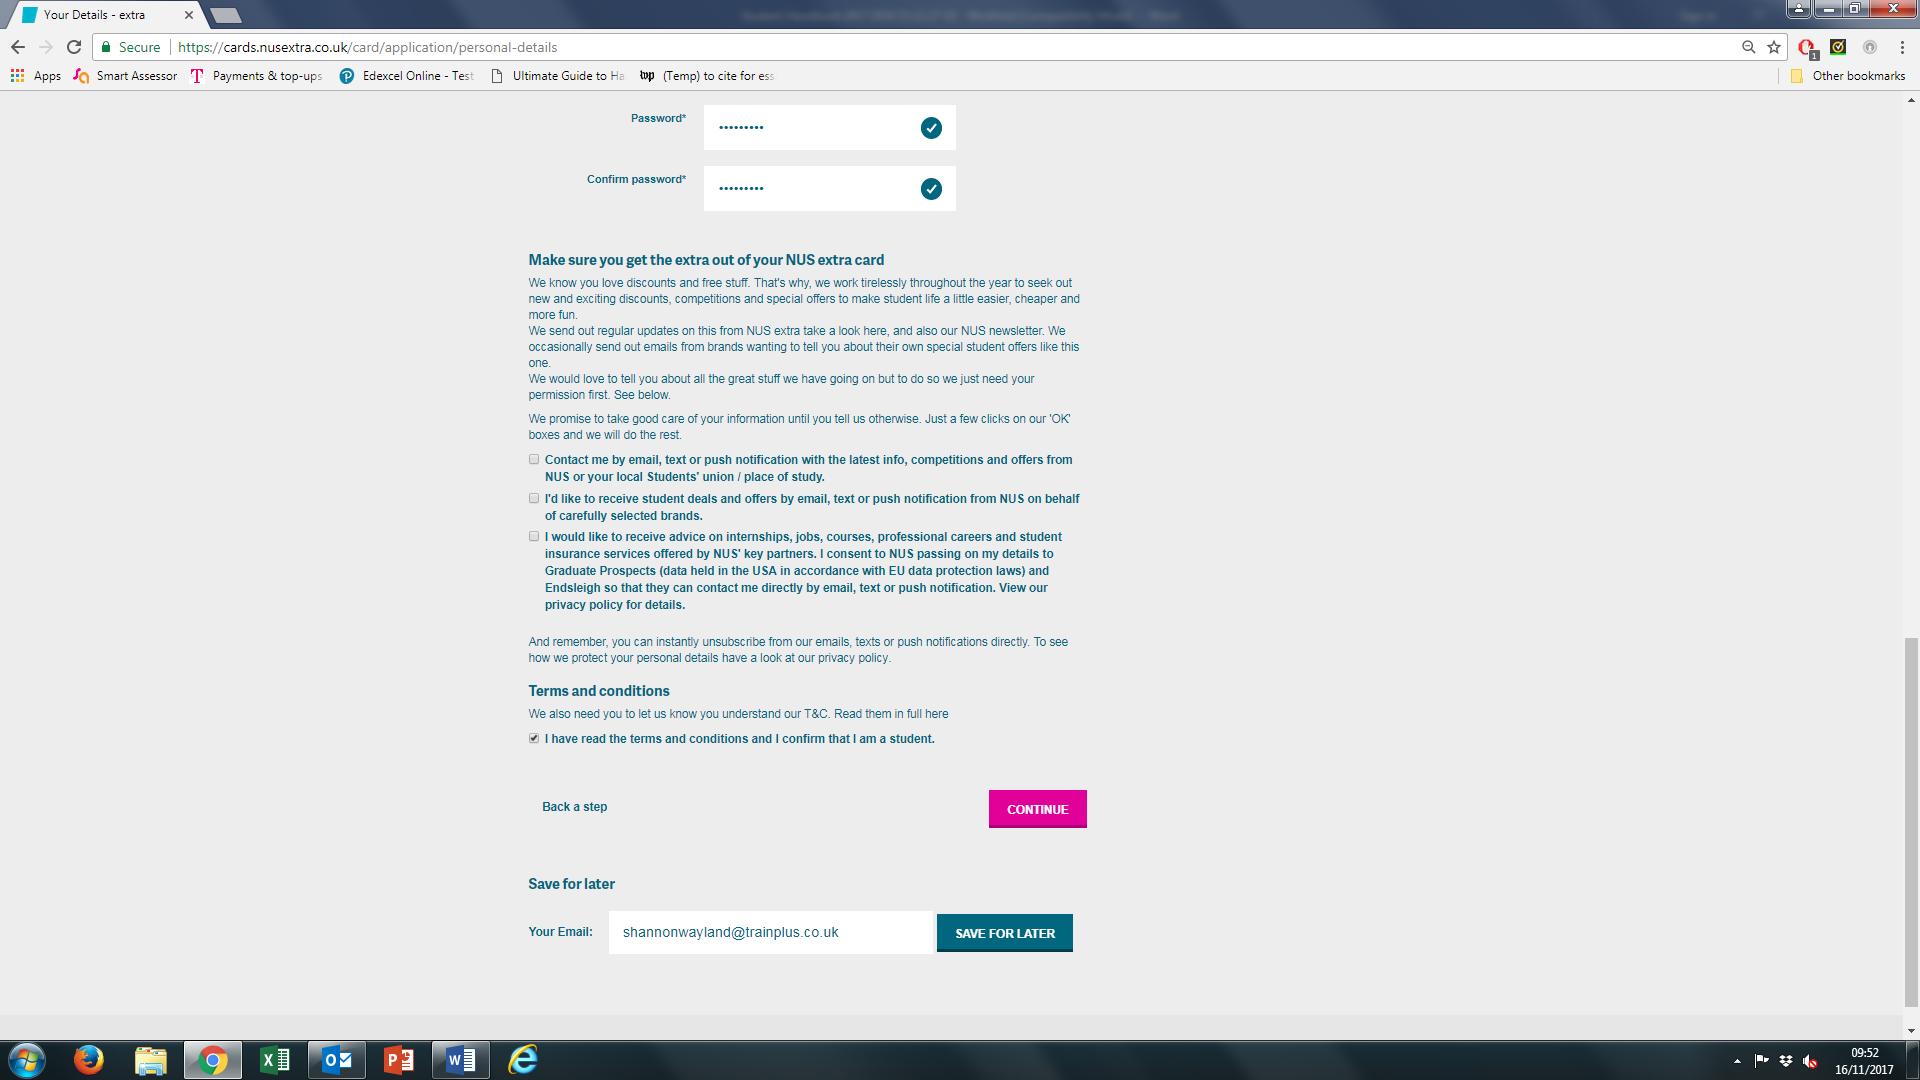 Your Details - extra
Secure https://cards.nusextra.co.uk/card/application/personal-details
1
Apps Smart Assessor Payments & top-ups Edexcel Online - Test Ultimate Guide to Ha (Temp) to cite for ess Other bookmarks
Password* •••••••••
Confirm password* •••••••••
Make sure you get the extra out of your NUS extra card
We know you love discounts and free stuff. That's why, we work tirelessly throughout the year to seek out
new and exciting discounts, competitions and special offers to make student life a little easier, cheaper and
more fun.
We send out regular updates on this from NUS extra take a look here, and also our NUS newsletter. We
occasionally send out emails from brands wanting to tell you about their own special student offers like this
one.
We would love to tell you about all the great stuff we have going on but to do so we just need your
permission first. See below.
We promise to take good care of your information until you tell us otherwise. Just a few clicks on our 'OK'
boxes and we will do the rest.
Contact me by email, text or push notification with the latest info, competitions and offers from
NUS or your local Students' union / place of study.
I'd like to receive student deals and offers by email, text or push notification from NUS on behalf
of carefully selected brands.
I would like to receive advice on internships, jobs, courses, professional careers and student
insurance services offered by NUS' key partners. I consent to NUS passing on my details to
Graduate Prospects (data held in the USA in accordance with EU data protection laws) and
Endsleigh so that they can contact me directly by email, text or push notification. View our
privacy policy for details.
And remember, you can instantly unsubscribe from our emails, texts or push notifications directly. To see
how we protect your personal details have a look at our privacy policy.
Terms and conditions
We also need you to let us know you understand our T&C. Read them in full here
I have read the terms and conditions and I confirm that I am a student.
Back a step CONTINUE
Save for later
Your Email: shannonwayland@trainplus.co.uk SAVE FOR LATER
09:52
16/11/2017